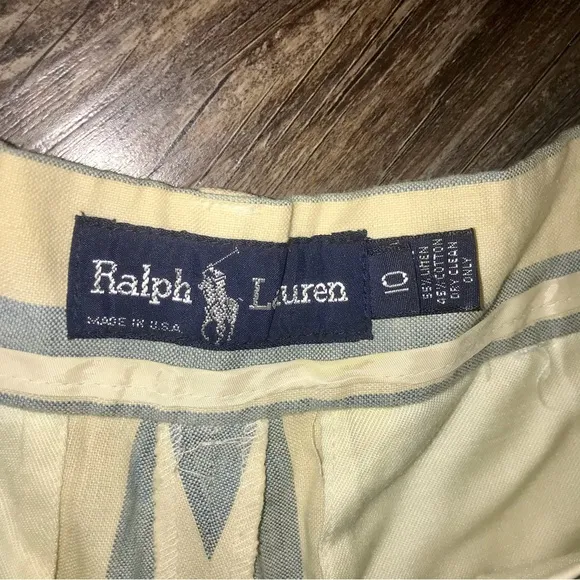 Ralph Lauren
MADE IN U.S.A.
10
55% LINEN
45% COTTON
DRY CLEAN
ONLY